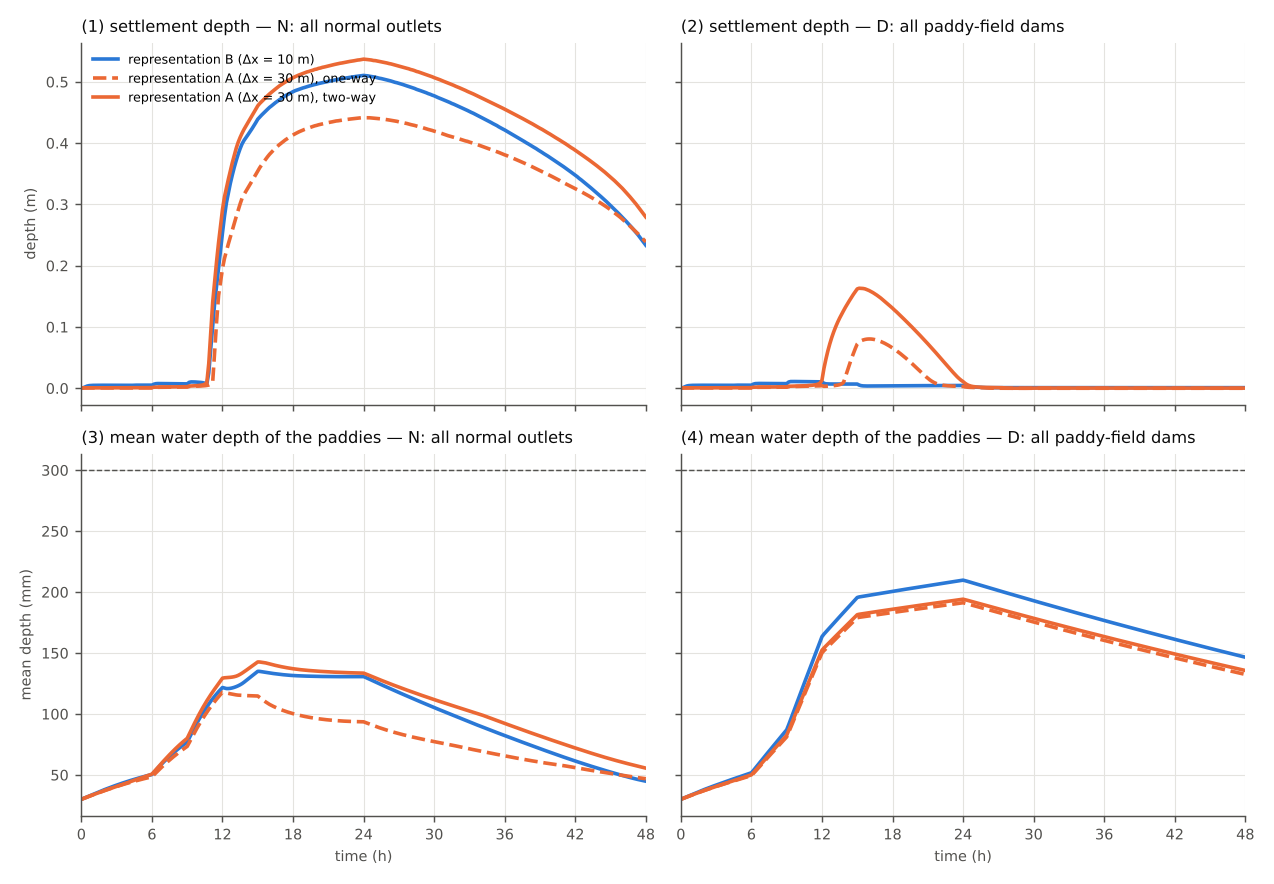 (1) settlement depth — N: all normal outlets
(2) settlement depth — D: all paddy-field dams
representation B (Δx = 10 m)
representation A (Δx = 30 m), one-way
representation A (Δx = 30 m), two-way
depth (m)
0.5
0.4
0.3
0.2
0.1
0.0
(3) mean water depth of the paddies — N: all normal outlets
(4) mean water depth of the paddies — D: all paddy-field dams
mean depth (mm)
300
250
200
150
100
50
0 6 12 18 24 30 36 42 48
0 6 12 18 24 30 36 42 48
time (h)
time (h)